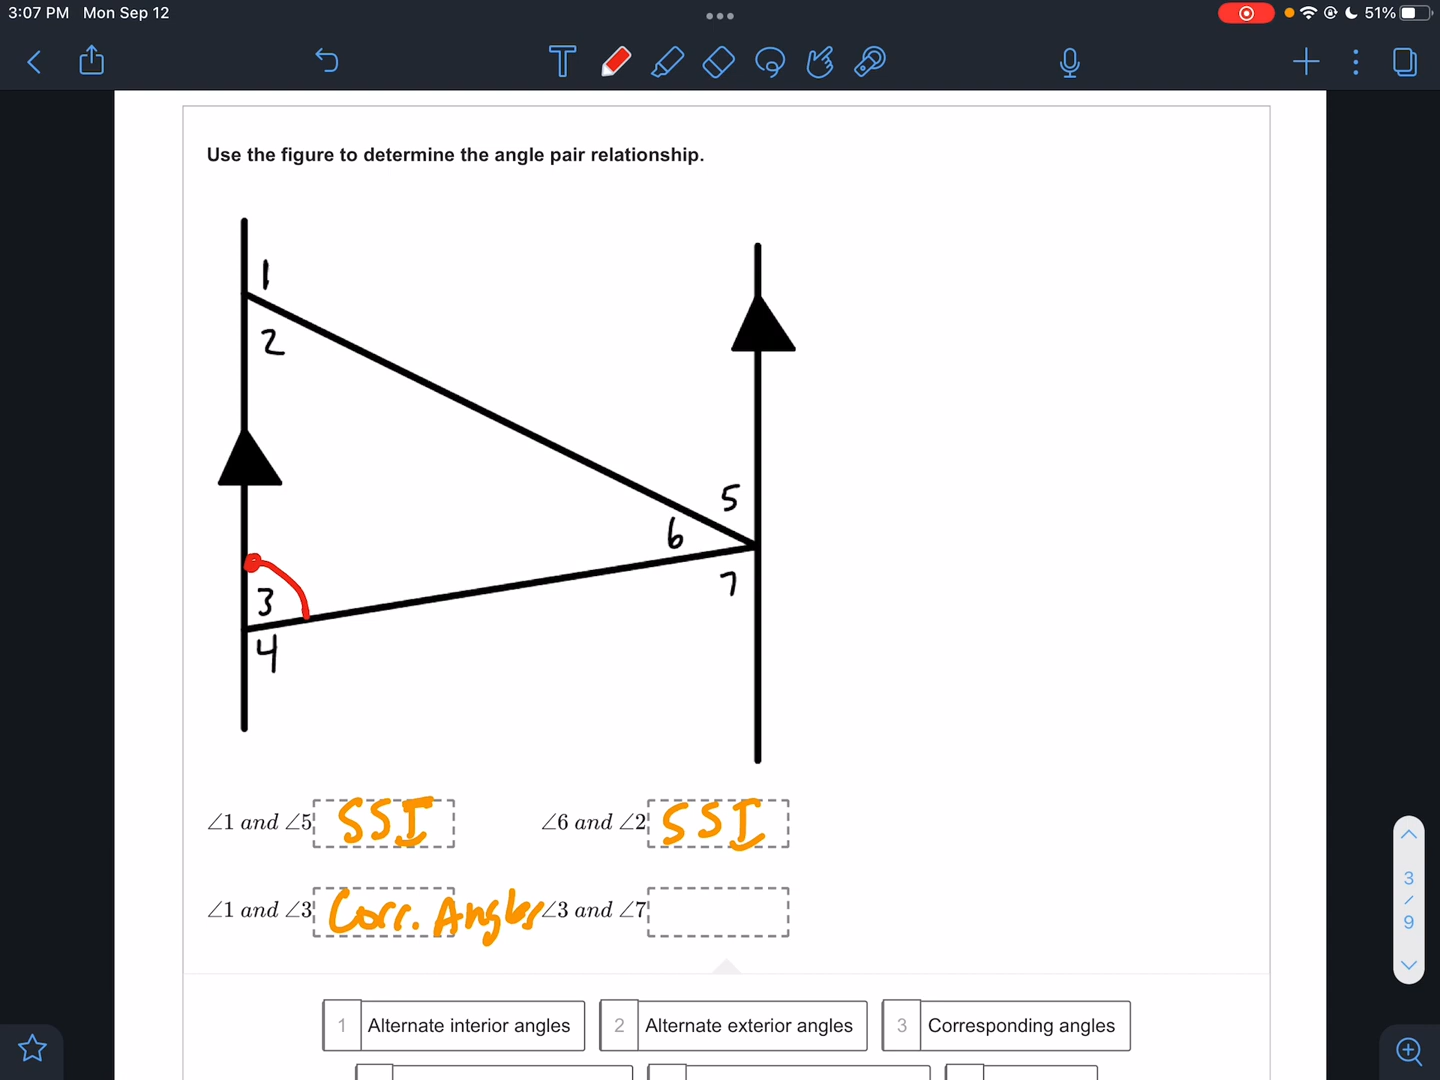 3:07 PM Mon Sep 12
51%
T
Use the figure to determine the angle pair relationship.
1
2
5
6
7
3
4
∠1 and ∠5 SSI ∠6 and ∠2 SSI
∠1 and ∠3 Corr. Angles ∠3 and ∠7
3
/
9
1 Alternate interior angles 2 Alternate exterior angles 3 Corresponding angles